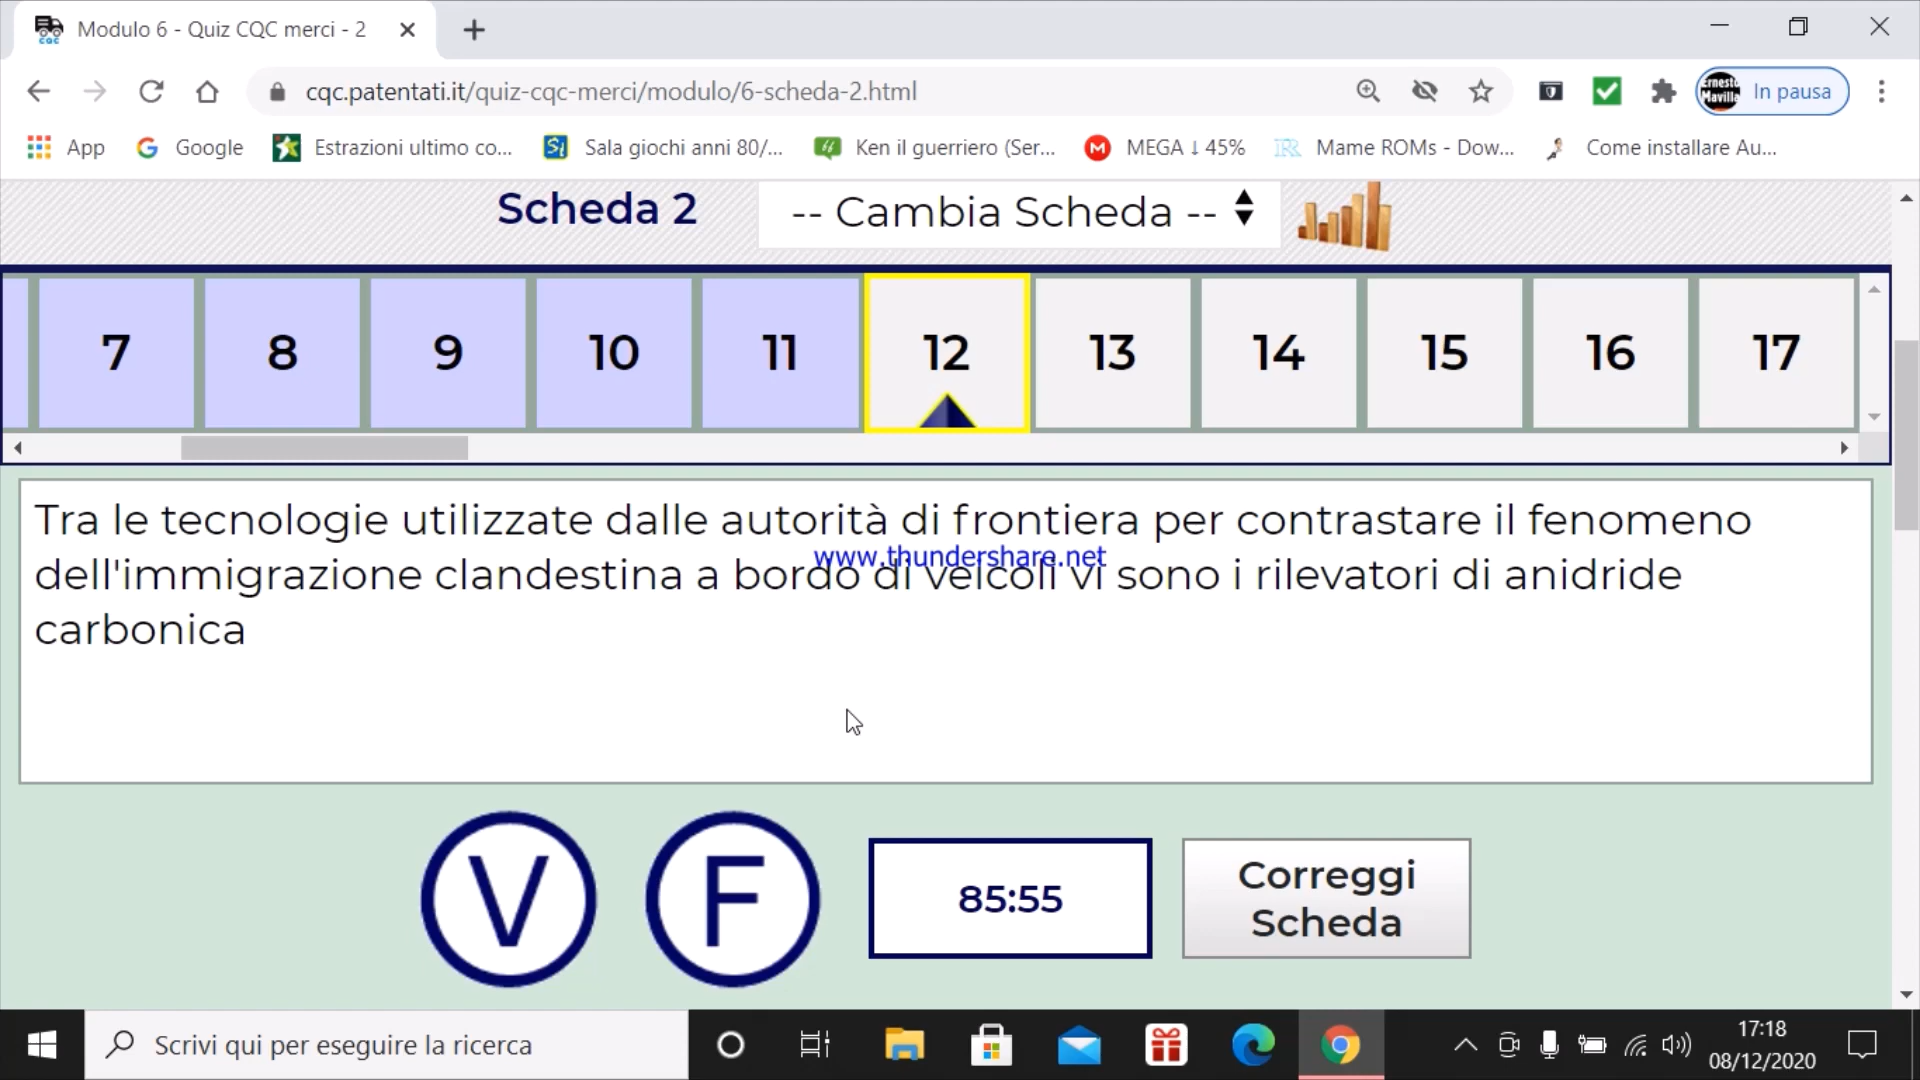 Modulo 6 - Quiz CQC merci - 2
cqc.patentati.it/quiz-cqc-merci/modulo/6-scheda-2.html
In pausa
App
Google
Estrazioni ultimo co...
Sala giochi anni 80/...
Ken il guerriero (Ser...
MEGA ↓ 45%
Mame ROMs - Dow...
Come installare Au...
Scheda 2
-- Cambia Scheda --
7 8 9 10 11 12 13 14 15 16 17
Tra le tecnologie utilizzate dalle autorità di frontiera per contrastare il fenomeno
www.thundershare.net
dell'immigrazione clandestina a bordo di veicoli vi sono i rilevatori di anidride
carbonica
V F
85:55
Correggi
Scheda
Scrivi qui per eseguire la ricerca
17:18
08/12/2020